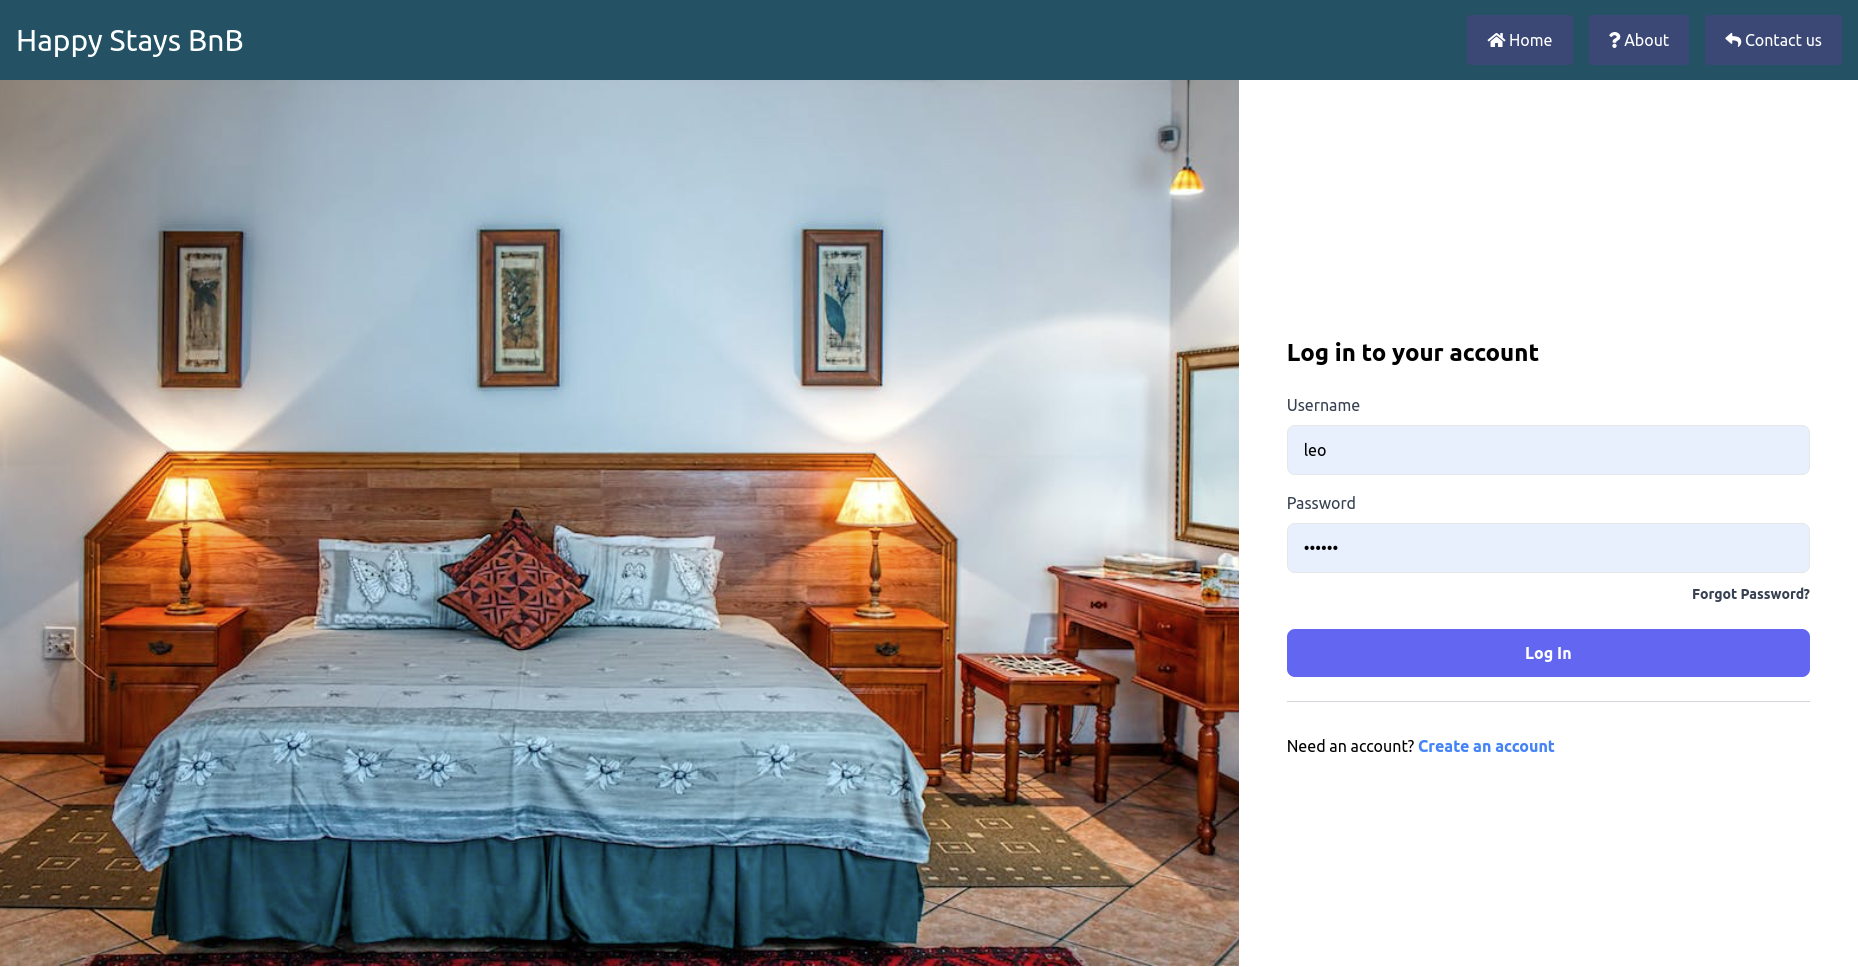 Happy Stays BnB
Home
About
Contact us
Log in to your account
Username
leo
Password
••••••
Forgot Password?
Log In
Need an account? Create an account